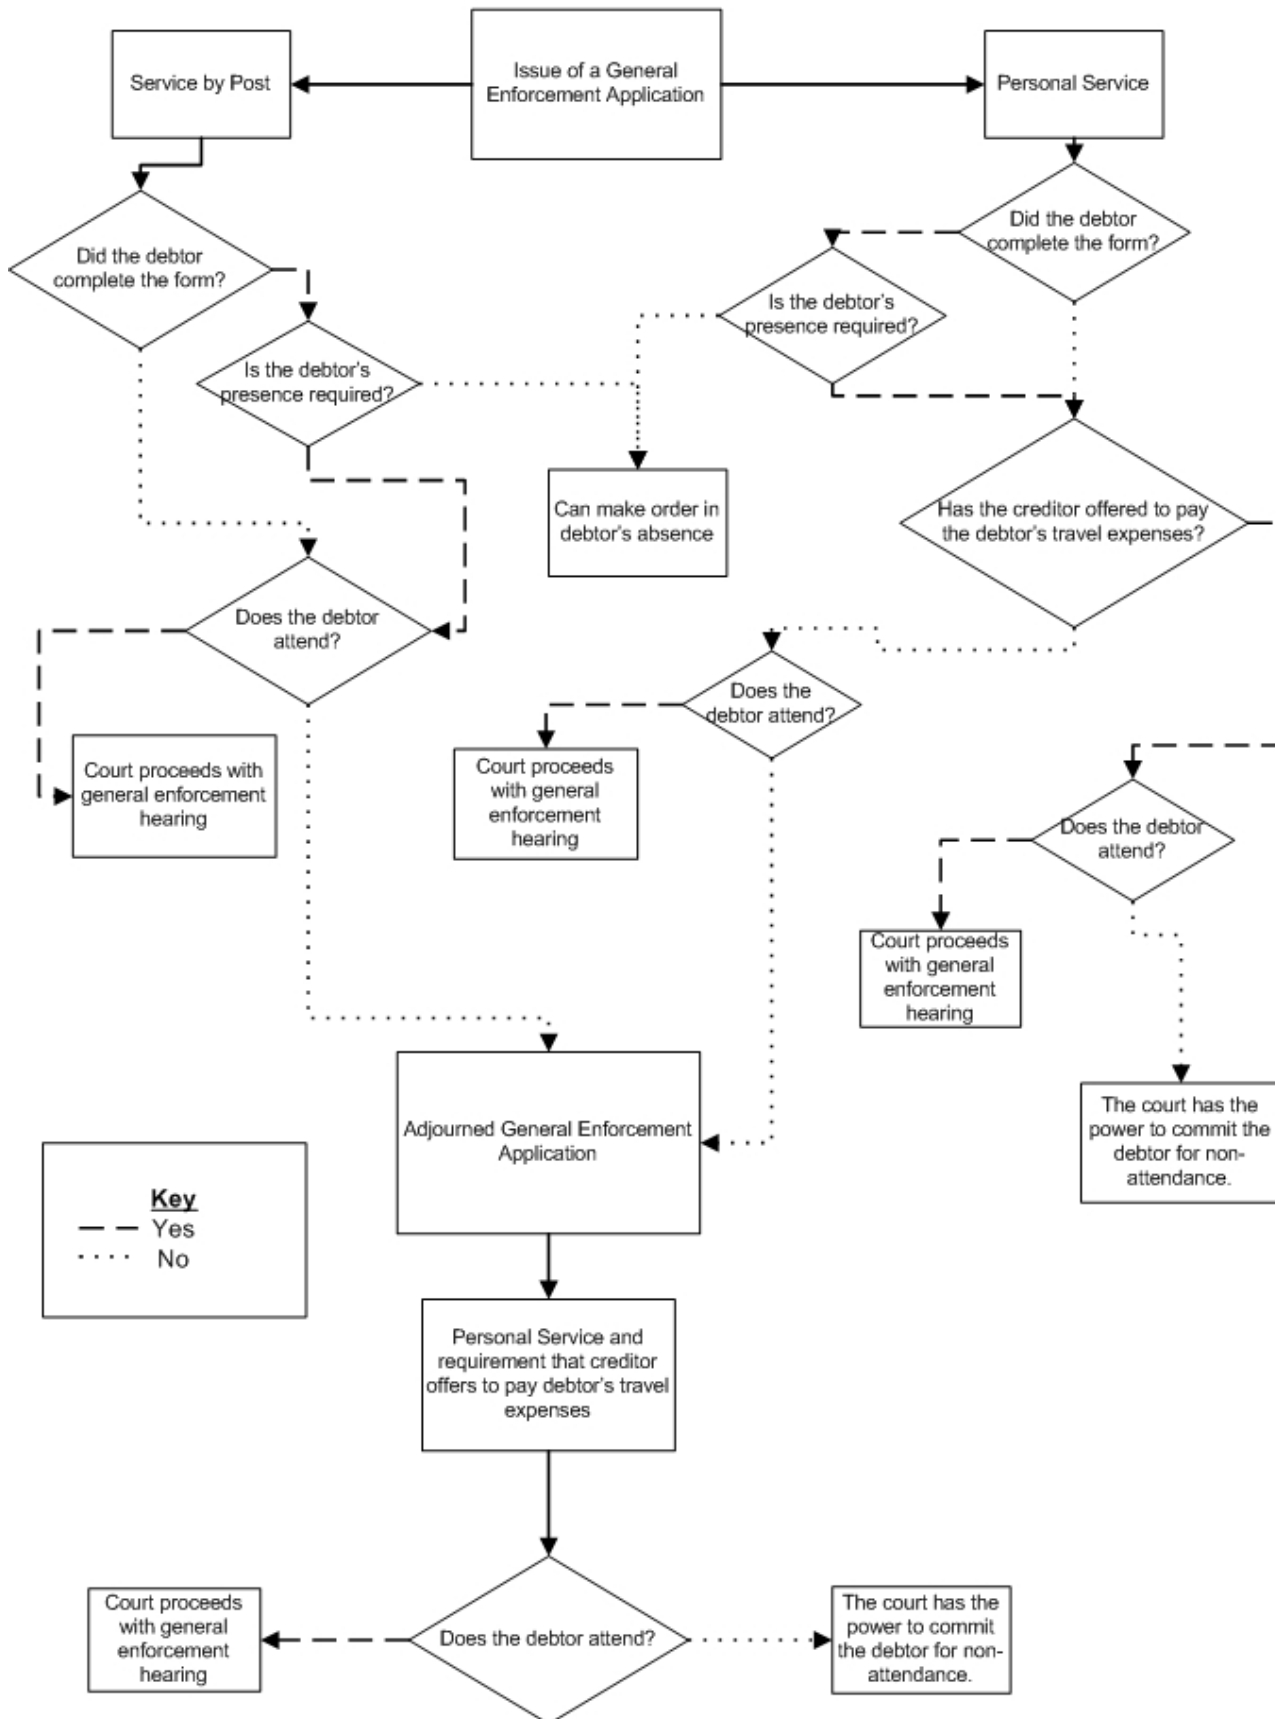 Service by Post
Issue of a General
Enforcement Application
Personal Service
Did the debtor
complete the form?
Did the debtor
complete the form?
Is the debtor's
presence required?
Is the debtor's
presence required?
Can make order in
debtor's absence
Has the creditor offered to pay
the debtor's travel expenses?
Does the debtor
attend?
Does the
debtor attend?
Court proceeds with
general enforcement
hearing
Court proceeds
with general
enforcement
hearing
Does the debtor
attend?
Court proceeds
with general
enforcement
hearing
Adjourned General Enforcement
Application
The court has the
power to commit the
debtor for non-
attendance.
Key
Yes
No
Personal Service and
requirement that creditor
offers to pay debtor's travel
expenses
Court proceeds
with general
enforcement
hearing
Does the debtor attend?
The court has the
power to commit
the debtor for non-
attendance.